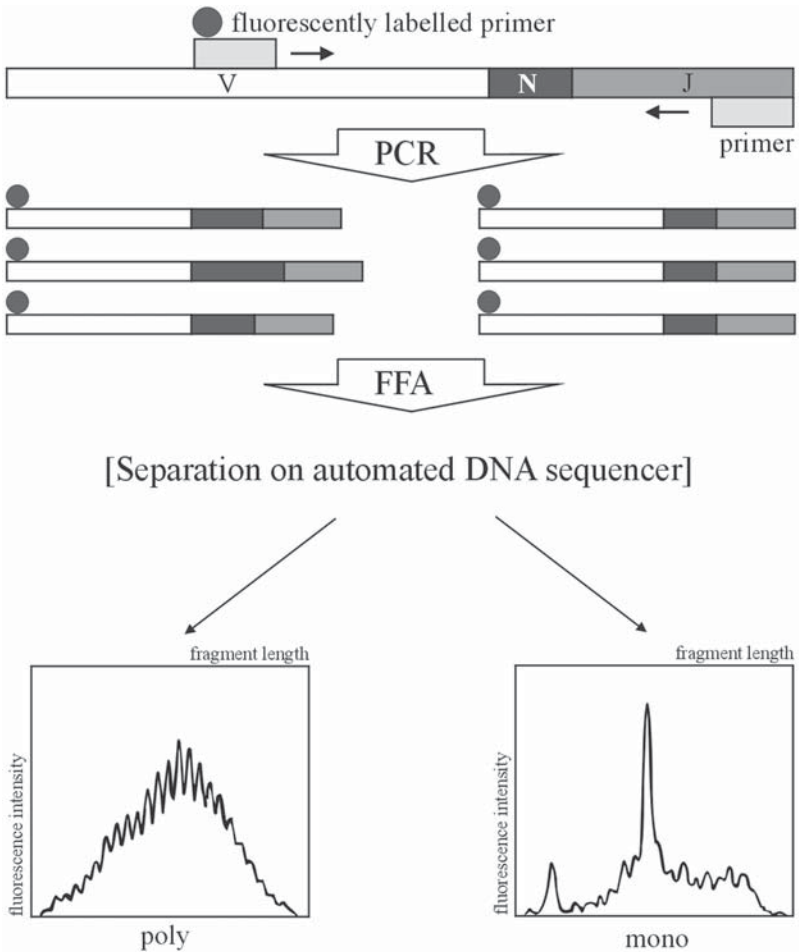 fluorescently labelled primer
V N J
primer
PCR
FFA
[Separation on automated DNA sequencer]
fragment length
fluorescence intensity
poly
fragment length
fluorescence intensity
mono